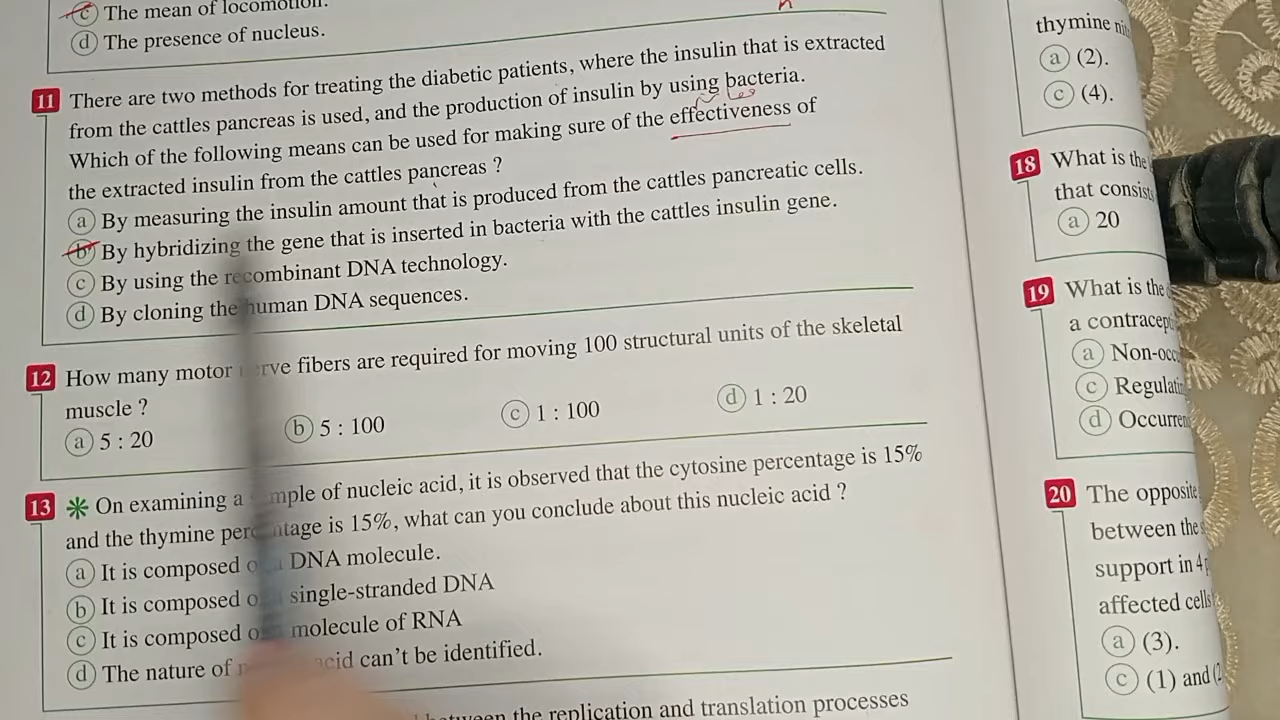 c The mean of locomotion.
d The presence of nucleus.
11 There are two methods for treating the diabetic patients, where the insulin that is extracted
from the cattles pancreas is used, and the production of insulin by using bacteria.
Which of the following means can be used for making sure of the effectiveness of
the extracted insulin from the cattles pancreas ?
a By measuring the insulin amount that is produced from the cattles pancreatic cells.
b By hybridizing the gene that is inserted in bacteria with the cattles insulin gene.
c By using the recombinant DNA technology.
d By cloning the human DNA sequences.
12 How many motor nerve fibers are required for moving 100 structural units of the skeletal
muscle ?
a 5 : 20
b 5 : 100
c 1 : 100
d 1 : 20
13 On examining a sample of nucleic acid, it is observed that the cytosine percentage is 15%
and the thymine percentage is 15%, what can you conclude about this nucleic acid ?
a It is composed of a DNA molecule.
b It is composed of a single-stranded DNA
c It is composed of a molecule of RNA
d The nature of acid can't be identified.
between the replication and translation processes
thymine
a (2).
c (4).
18 What is the
that consists
a 20
19 What is the
a
a
c
d
20 The opposite
between the
support in 4
affected cells
a (3).
c (1) and (2